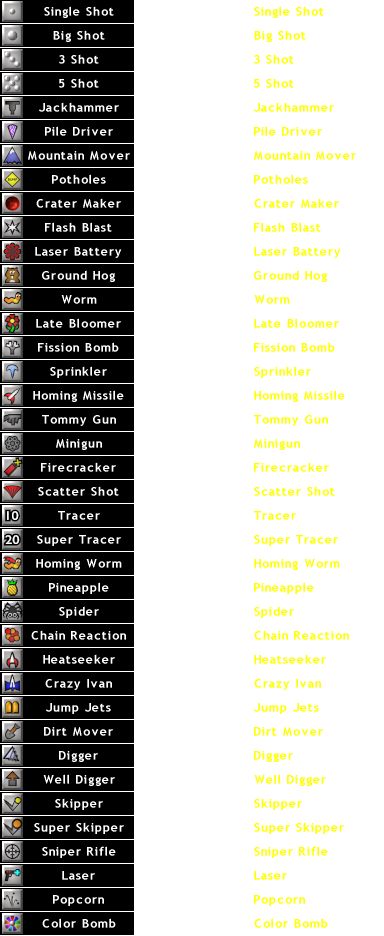 Single Shot Single Shot
Big Shot Big Shot
3 Shot 3 Shot
5 Shot 5 Shot
Jackhammer Jackhammer
Pile Driver Pile Driver
Mountain Mover Mountain Mover
Potholes Potholes
Crater Maker Crater Maker
Flash Blast Flash Blast
Laser Battery Laser Battery
Ground Hog Ground Hog
Worm Worm
Late Bloomer Late Bloomer
Fission Bomb Fission Bomb
Sprinkler Sprinkler
Homing Missile Homing Missile
Tommy Gun Tommy Gun
Minigun Minigun
Firecracker Firecracker
Scatter Shot Scatter Shot
10 Tracer Tracer
20 Super Tracer Super Tracer
Homing Worm Homing Worm
Pineapple Pineapple
Spider Spider
Chain Reaction Chain Reaction
Heatseeker Heatseeker
Crazy Ivan Crazy Ivan
Jump Jets Jump Jets
Dirt Mover Dirt Mover
Digger Digger
Well Digger Well Digger
Skipper Skipper
Super Skipper Super Skipper
Sniper Rifle Sniper Rifle
Laser Laser
Popcorn Popcorn
Color Bomb Color Bomb